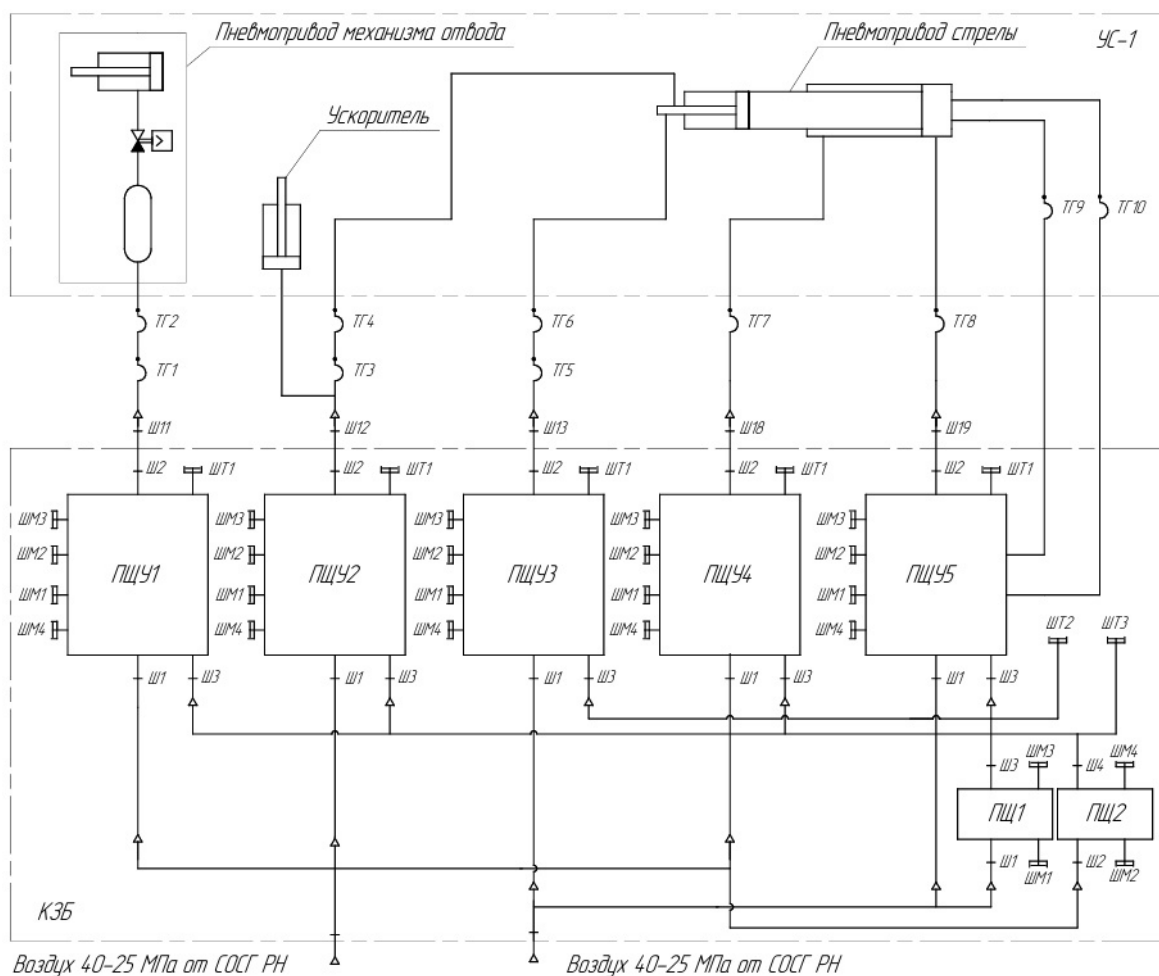 Пневмопривод механизма отвода
Пневмопривод стрелы
УС-1
Ускоритель
ТГ9
ТГ10
ТГ2
ТГ4
ТГ6
ТГ7
ТГ8
ТГ1
ТГ3
ТГ5
Ш11
Ш12
Ш13
Ш18
Ш19
Ш2 ШТ1
Ш2 ШТ1
Ш2 ШТ1
Ш2 ШТ1
Ш2 ШТ1
ШМ3
ШМ3
ШМ3
ШМ3
ШМ3
ШМ2
ШМ2
ШМ2
ШМ2
ШМ2
ПЩУ1
ПЩУ2
ПЩУ3
ПЩУ4
ПЩУ5
ШМ1
ШМ1
ШМ1
ШМ1
ШМ1
ШМ4
ШМ4
ШМ4
ШМ4
ШМ4
ШТ2
ШТ3
Ш1 Ш3
Ш1 Ш3
Ш1 Ш3
Ш1 Ш3
Ш1 Ш3
Ш3
ШМ3
Ш4
ШМ4
ПЩ1
ПЩ2
Ш1
ШМ1
Ш2
ШМ2
КЗБ
Воздух 40-25 МПа от СОСГ РН
Воздух 40-25 МПа от СОСГ РН